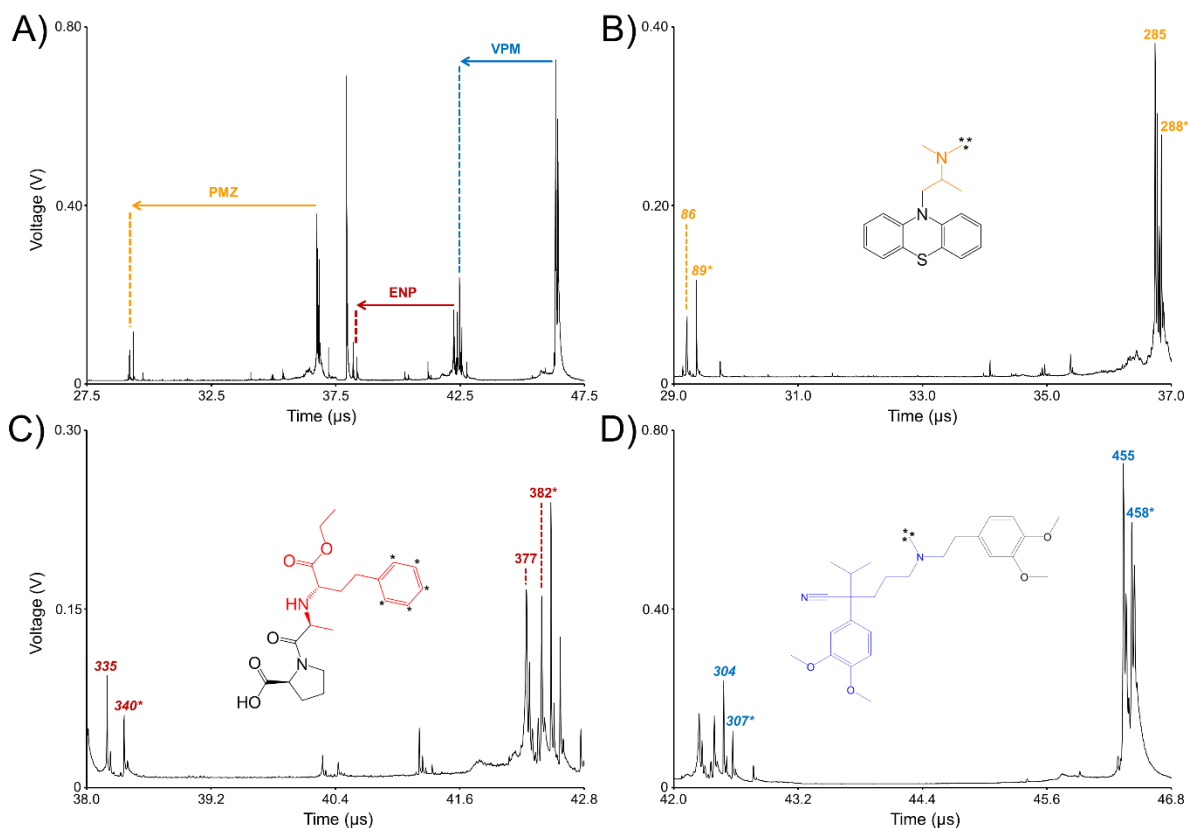 A)
0.80
0.40
0
Voltage (V)
PMZ
ENP
VPM
27.5 32.5 37.5 42.5 47.5
Time (µs)
B)
0.40
0.20
0
285
288*
86
89*
**
*
N
N
S
29.0 31.0 33.0 35.0 37.0
Time (µs)
C)
0.30
0.15
0
Voltage (V)
335
340*
377
382*
O
O
HN
O
N
O
HO
* * * * *
38.0 39.2 40.4 41.6 42.8
Time (µs)
D)
0.80
0.40
0
455
458*
304
307*
* * *
N
N
O
O
O
O
42.0 43.2 44.4 45.6 46.8
Time (µs)